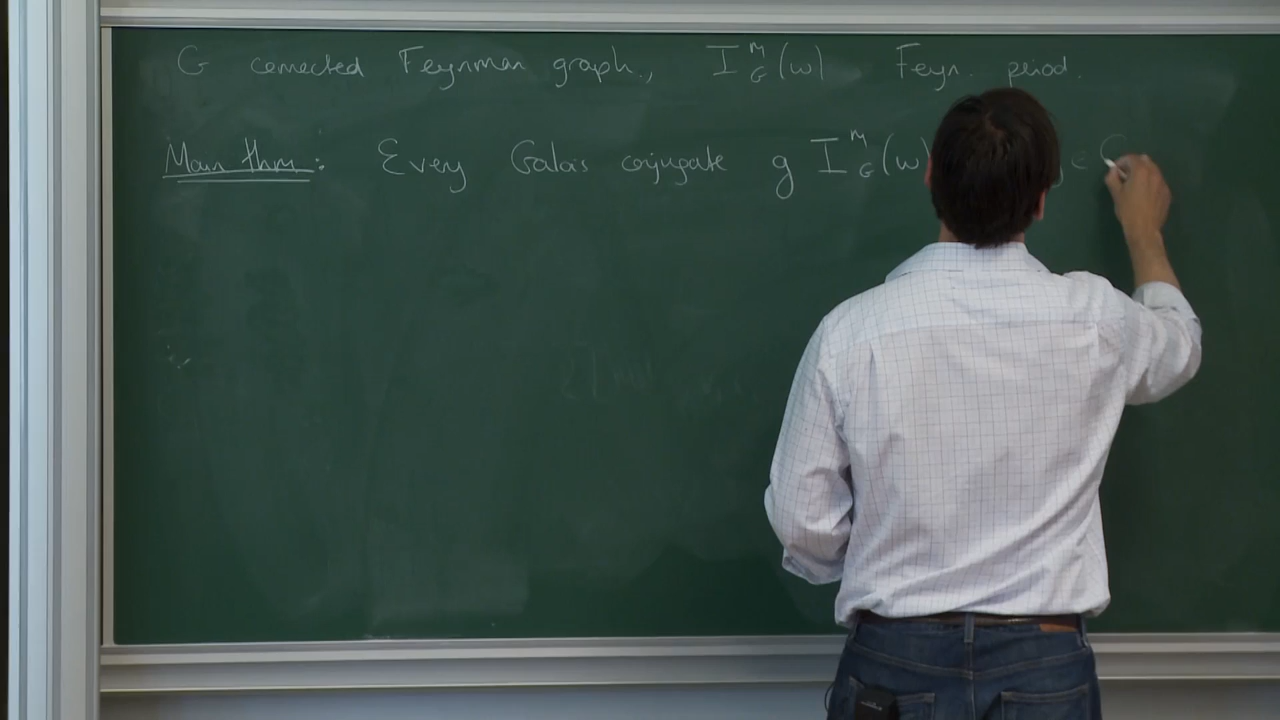 G connected Feynman graph, I^m_G(ω) Feyn. period.
Main thm: Every Galois conjugate g I^m_G(ω) ∈ G